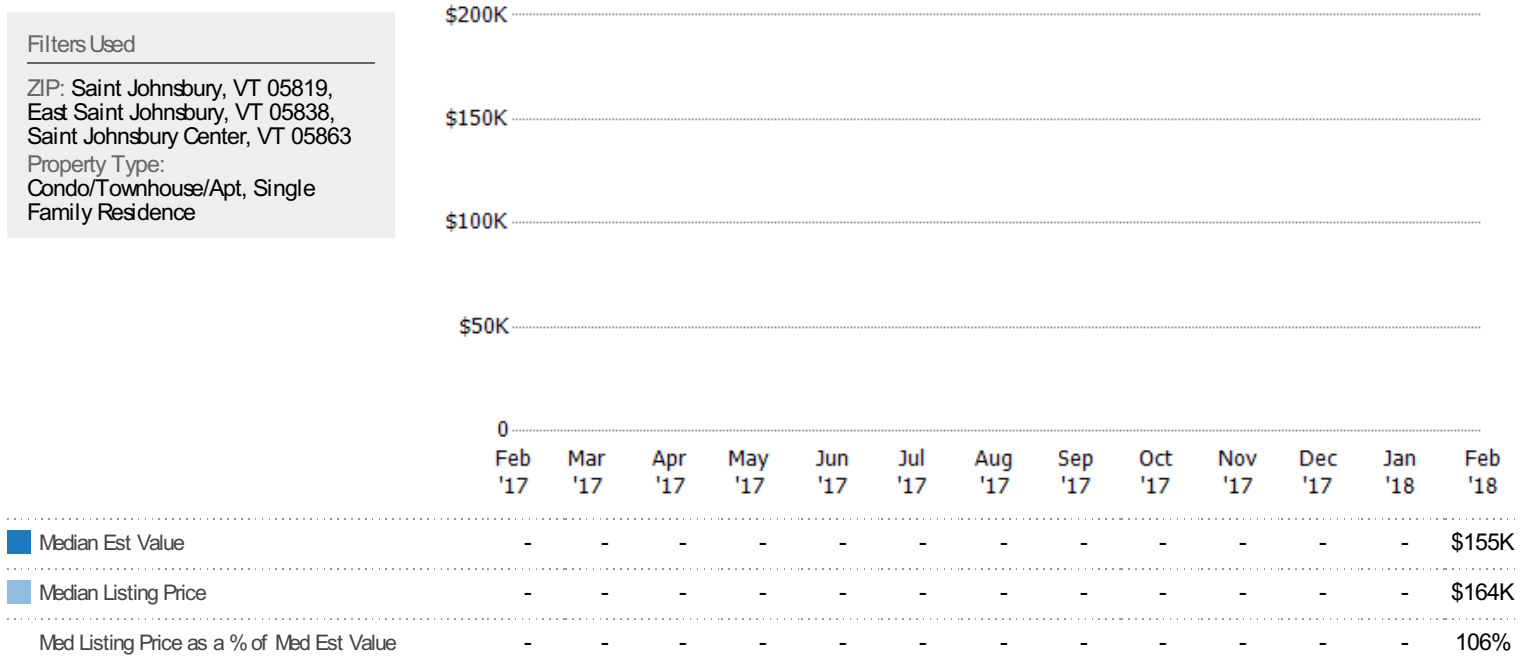 Filters Used
ZIP: Saint Johnsbury, VT 05819,
East Saint Johnsbury, VT 05838,
Saint Johnsbury Center, VT 05863
Property Type:
Condo/Townhouse/Apt, Single
Family Residence
$200K
$150K
$100K
$50K
0
Feb Mar Apr May Jun Jul Aug Sep Oct Nov Dec Jan Feb
'17 '17 '17 '17 '17 '17 '17 '17 '17 '17 '17 '18 '18
Median Est Value - - - - - - - - - - - - $155K
Median Listing Price - - - - - - - - - - - - $164K
Med Listing Price as a % of Med Est Value - - - - - - - - - - - - 106%